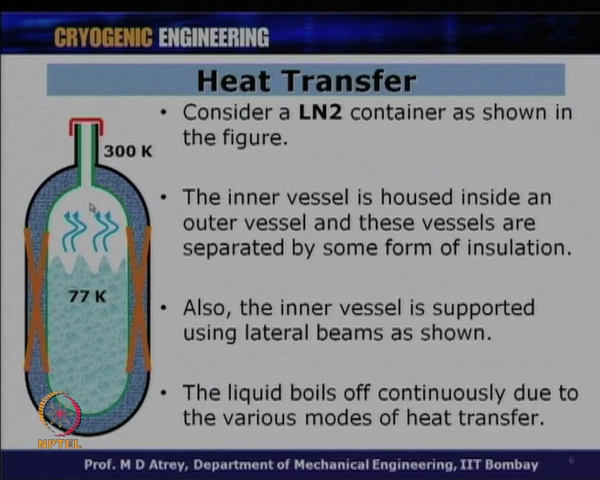 CRYOGENIC ENGINEERING
Heat Transfer
• Consider a LN2 container as shown in
the figure.
• The inner vessel is housed inside an
outer vessel and these vessels are
separated by some form of insulation.
• Also, the inner vessel is supported
using lateral beams as shown.
• The liquid boils off continuously due to
the various modes of heat transfer.
300 K
77 K
NPTEL
Prof. M D Atrey, Department of Mechanical Engineering, IIT Bombay
6